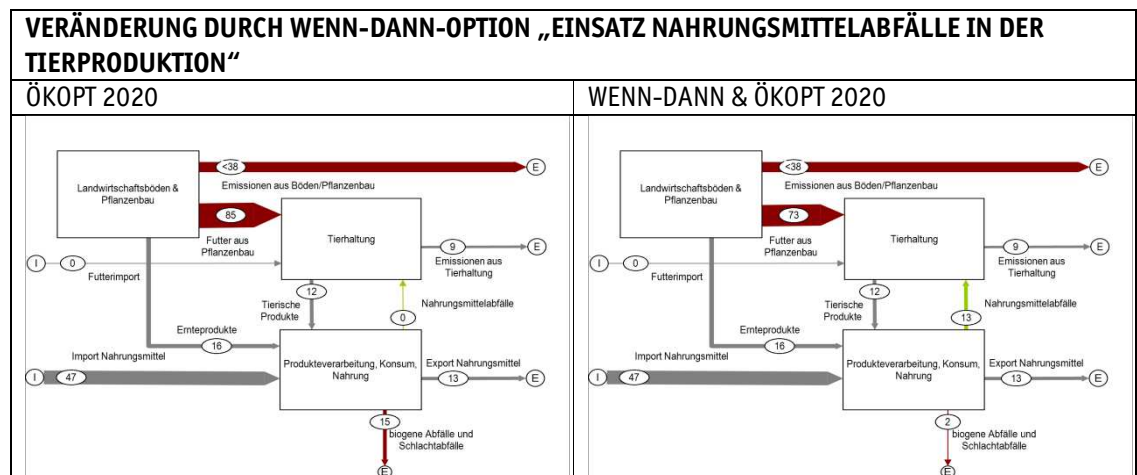 VERÄNDERUNG DURCH WENN-DANN-OPTION „EINSATZ NAHRUNGSMITTELABFÄLLE IN DER
TIERPRODUKTION“
ÖKOPT 2020
WENN-DANN & ÖKOPT 2020
<38
E
Landwirtschaftsböden &
Pflanzenbau
Emissionen aus Böden/Pflanzenbau
85
Futter aus
Pflanzenbau
Tierhaltung
9
E
Emissionen aus
Tierhaltung
I
0
Futterimport
12
Tierische
Produkte
Nahrungsmittelabfälle
0
Ernteprodukte
16
Import Nahrungsmittel
I
47
Produkteverarbeitung, Konsum,
Nahrung
Export Nahrungsmittel
13
E
15
biogene Abfälle und
Schlachtabfälle
E
<38
E
Landwirtschaftsböden &
Pflanzenbau
Emissionen aus Böden/Pflanzenbau
73
Futter aus
Pflanzenbau
Tierhaltung
9
E
Emissionen aus
Tierhaltung
I
0
Futterimport
12
Tierische
Produkte
Nahrungsmittelabfälle
13
Ernteprodukte
16
Import Nahrungsmittel
I
47
Produkteverarbeitung, Konsum,
Nahrung
Export Nahrungsmittel
13
E
2
biogene Abfälle und
Schlachtabfälle
E